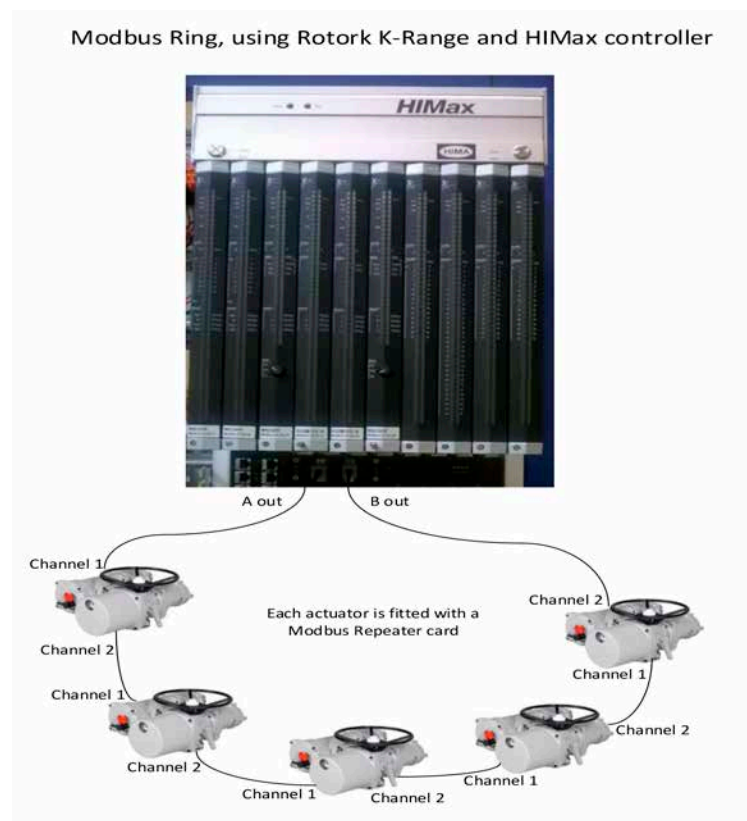 Modbus Ring, using Rotork K-Range and HIMax controller
HIMax
HIMA
A out
B out
Channel 1
Channel 2
Each actuator is fitted with a
Modbus Repeater card
Channel 2
Channel 1
Channel 1
Channel 2
Channel 2
Channel 1
Channel 1
Channel 2